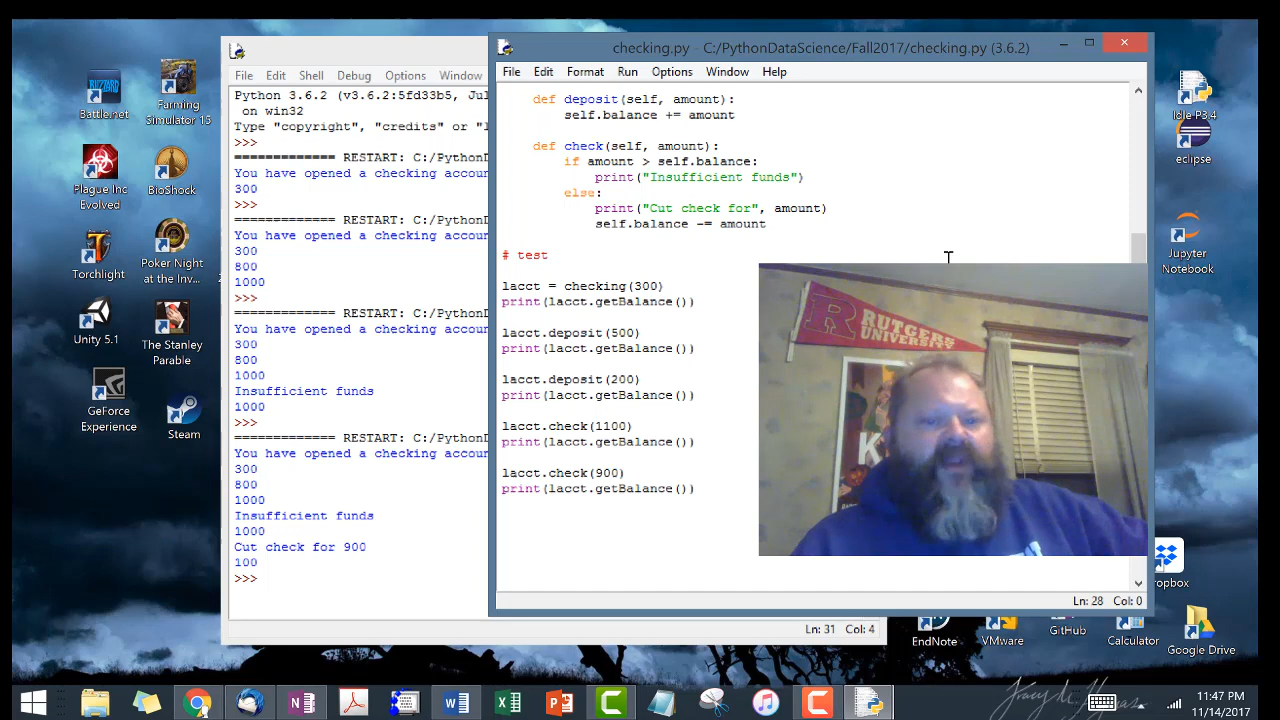 Battle.net
Farming
Simulator 15
Plague Inc
Evolved
BioShock
Torchlight
Poker Night
at the Inv...
Unity 5.1
The Stanley
Parable
GeForce
Experience
Steam
File Edit Shell Debug Options Window
Python 3.6.2 (v3.6.2:5fd33b5, Jul
on win32
Type "copyright", "credits" or "l
>>>
============= RESTART: C:/PythonD
You have opened a checking accoun
300
>>>
============= RESTART: C:/PythonD
You have opened a checking accoun
300
800
1000
>>>
============= RESTART: C:/PythonD
You have opened a checking accoun
300
800
1000
Insufficient funds
1000
>>>
============= RESTART: C:/PythonD
You have opened a checking accoun
300
800
1000
Insufficient funds
1000
Cut check for 900
100
>>>
Ln: 31 Col: 4
checking.py - C:/PythonDataScience/Fall2017/checking.py (3.6.2)
File Edit Format Run Options Window Help
def deposit(self, amount):
self.balance += amount
def check(self, amount):
if amount > self.balance:
print("Insufficient funds")
else:
print("Cut check for", amount)
self.balance -= amount
# test
lacct = checking(300)
print(lacct.getBalance())
lacct.deposit(500)
print(lacct.getBalance())
lacct.deposit(200)
print(lacct.getBalance())
lacct.check(1100)
print(lacct.getBalance())
lacct.check(900)
print(lacct.getBalance())
Ln: 28 Col: 0
R RUTGERS
UNIVERSITY
K
Idle P3.4
eclipse
Jupyter
Notebook
ropbox
EndNote
VMware
GitHub
Calculator
Google Drive
11:47 PM
11/14/2017